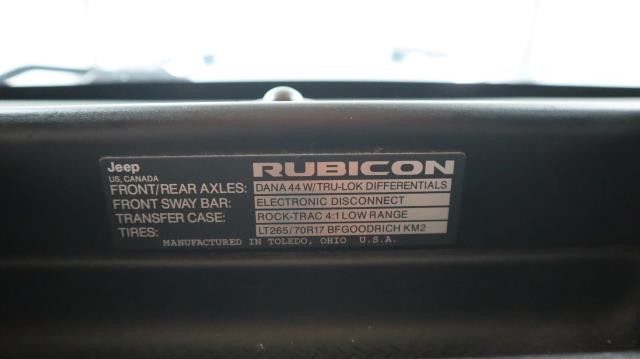 Jeep RUBICON
US, CANADA
FRONT/REAR AXLES: DANA 44 W/TRU-LOK DIFFERENTIALS
FRONT SWAY BAR: ELECTRONIC DISCONNECT
TRANSFER CASE: ROCK-TRAC 4:1 LOW RANGE
TIRES: LT265/70R17 BFGOODRICH KM2
MANUFACTURED IN TOLEDO, OHIO U.S.A.